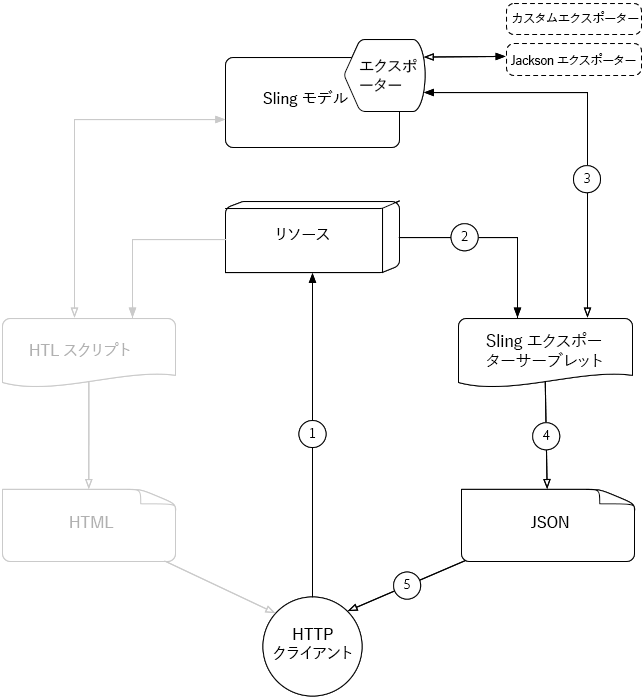 カスタムエクスポーター
Jackson エクスポーター
エクスポ
ーター
Sling モデル
3
リソース
2
HTL スクリプト
Sling エクスポー
ターサーブレット
1
4
HTML
JSON
5
HTTP
クライアント